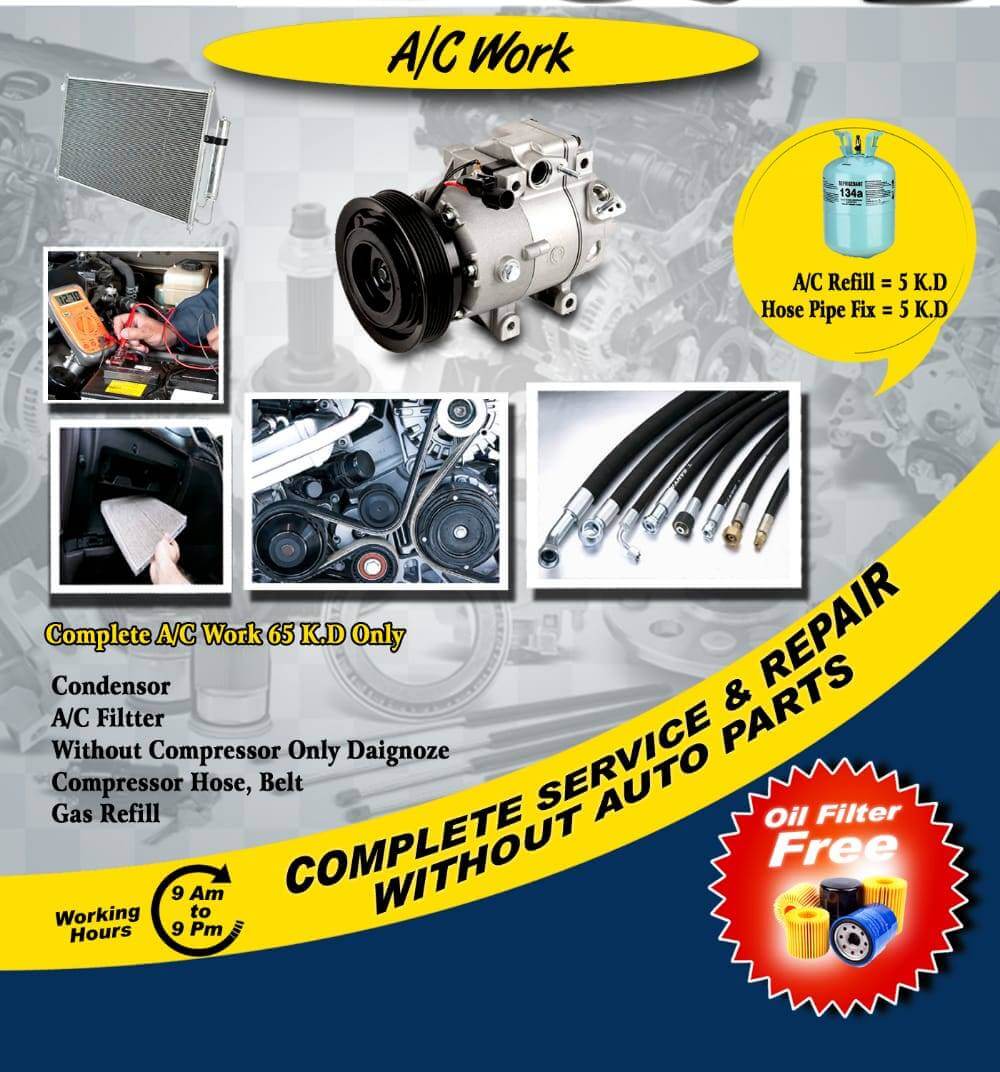 A/C Work
REFRIGERANT
134a
A/C Refill = 5 K.D
Hose Pipe Fix = 5 K.D
Complete A/C Work 65 K.D Only
Condensor
A/C Filtter
Without Compressor Only Daignoze
Compressor Hose, Belt
Gas Refill
COMPLETE SERVICE & REPAIR
WITHOUT AUTO PARTS
Working
Hours
9 Am
to
9 Pm
Oil Filter
Free